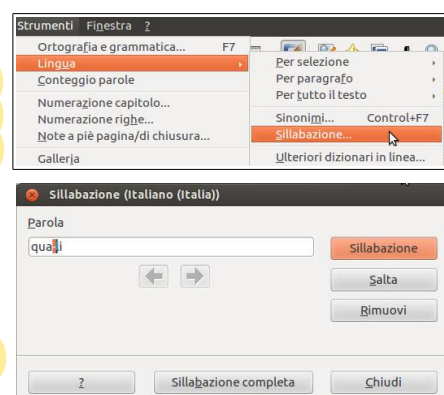 Strumenti Finestra ?
Ortografia e grammatica... F7
Lingua
Conteggio parole
Numerazione capitolo...
Numerazione righe...
Note a piè pagina/di chiusura...
Galleria
Per selezione
Per paragrafo
Per tutto il testo
Sinonimi... Control+F7
Sillabazione...
Ulteriori dizionari in linea...
Sillabazione (Italiano (Italia))
Parola
Sillabazione
Salta
Rimuovi
?
Sillabazione completa
Chiudi